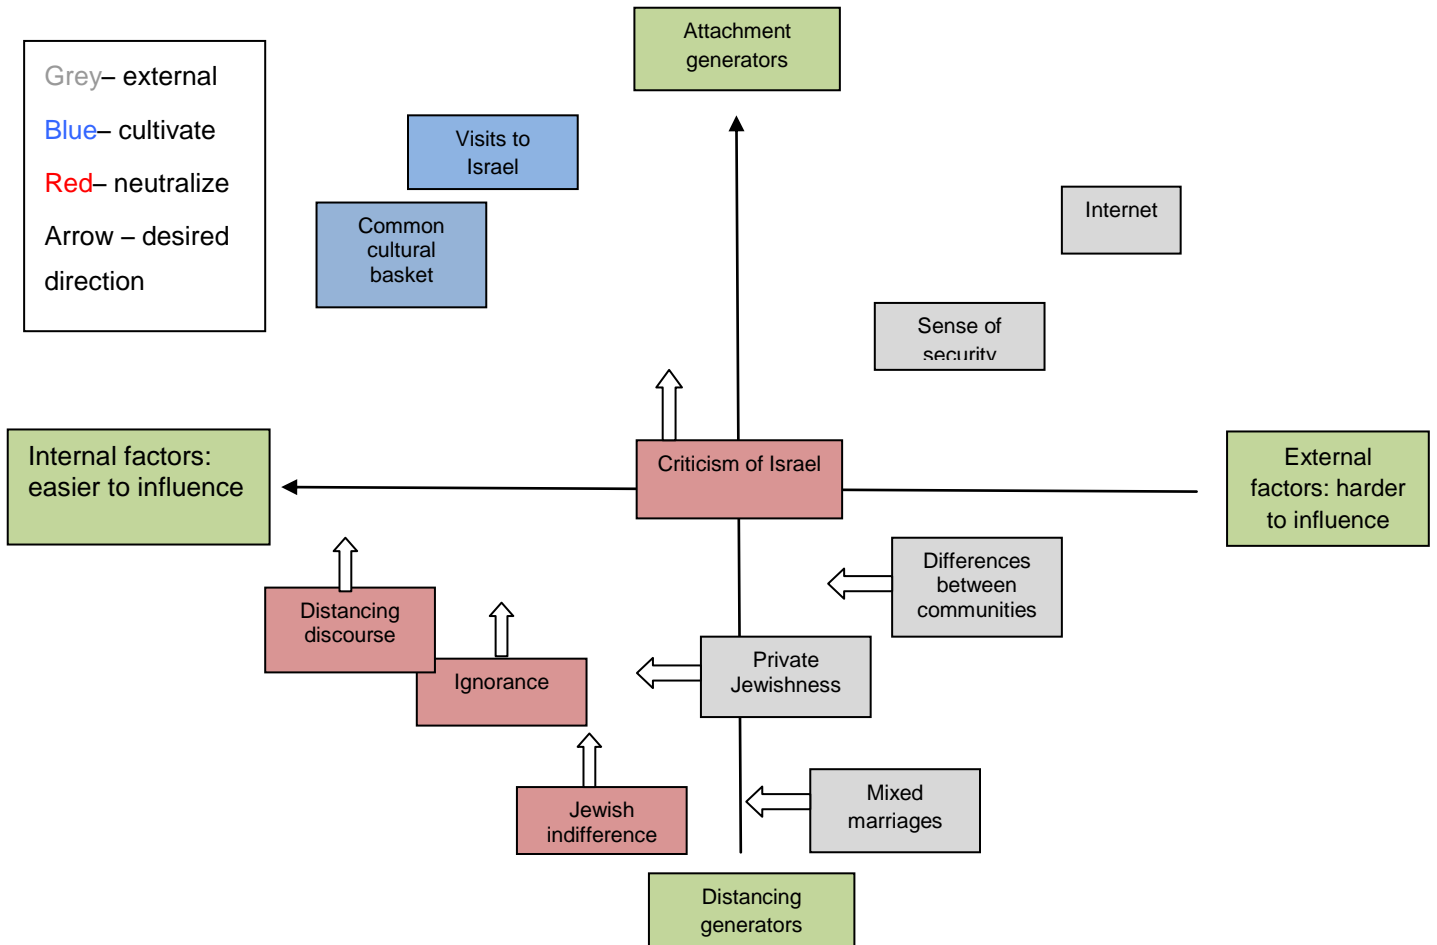 Attachment
generators
Grey– external
Blue– cultivate
Red– neutralize
Arrow – desired
direction
Visits to
Israel
Common
cultural
basket
Internet
Sense of
security
Internal factors:
easier to influence
Criticism of Israel
External
factors: harder
to influence
Differences
between
communities
Distancing
discourse
Ignorance
Private
Jewishness
Jewish
indifference
Mixed
marriages
Distancing
generators